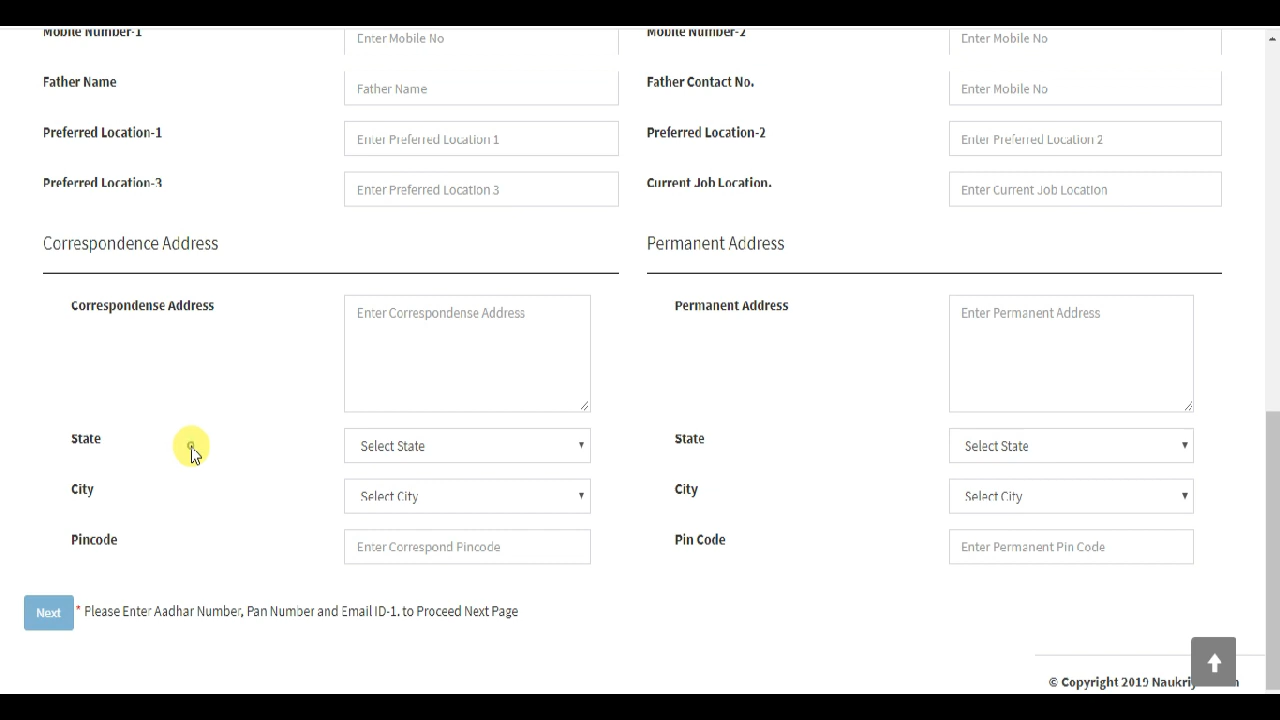 Mobile Number-1 Enter Mobile No Mobile Number-2 Enter Mobile No
Father Name Father Name Father Contact No. Enter Mobile No
Preferred Location-1 Enter Preferred Location 1 Preferred Location-2 Enter Preferred Location 2
Preferred Location-3 Enter Preferred Location 3 Current Job Location. Enter Current Job Location
Correspondence Address Permanent Address
Correspondense Address Enter Correspondense Address Permanent Address Enter Permanent Address
State Select State State Select State
City Select City City Select City
Pincode Enter Correspond Pincode Pin Code Enter Permanent Pin Code
Next * Please Enter Aadhar Number, Pan Number and Email ID-1. to Proceed Next Page
© Copyright 2019